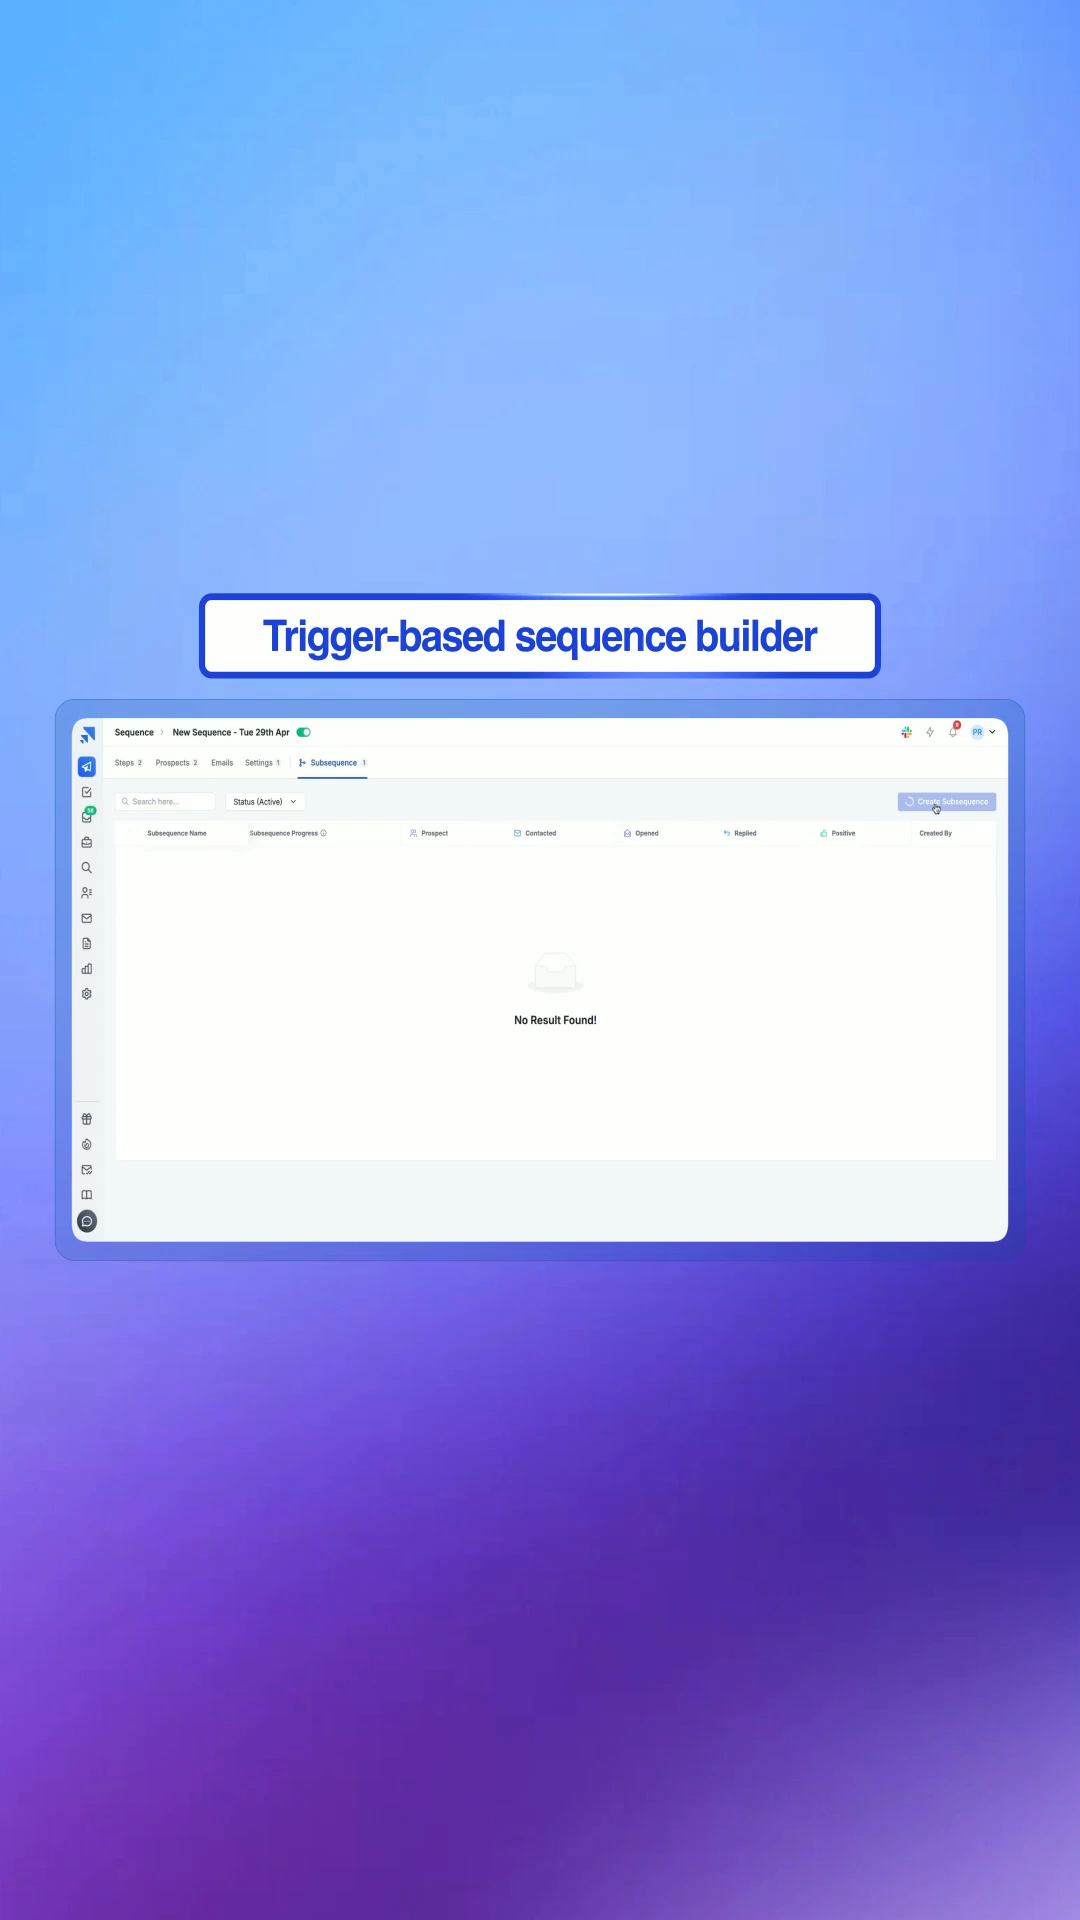 Trigger-based sequence builder
Sequence > New Sequence - Tue 29th Apr
PR
Steps 2 Prospects 2 Emails Settings 1 Subsequence 1
Search here... Status (Active) Create Subsequence
Subsequence Name Subsequence Progress Prospect Contacted Opened Replied Positive Created By
No Result Found!